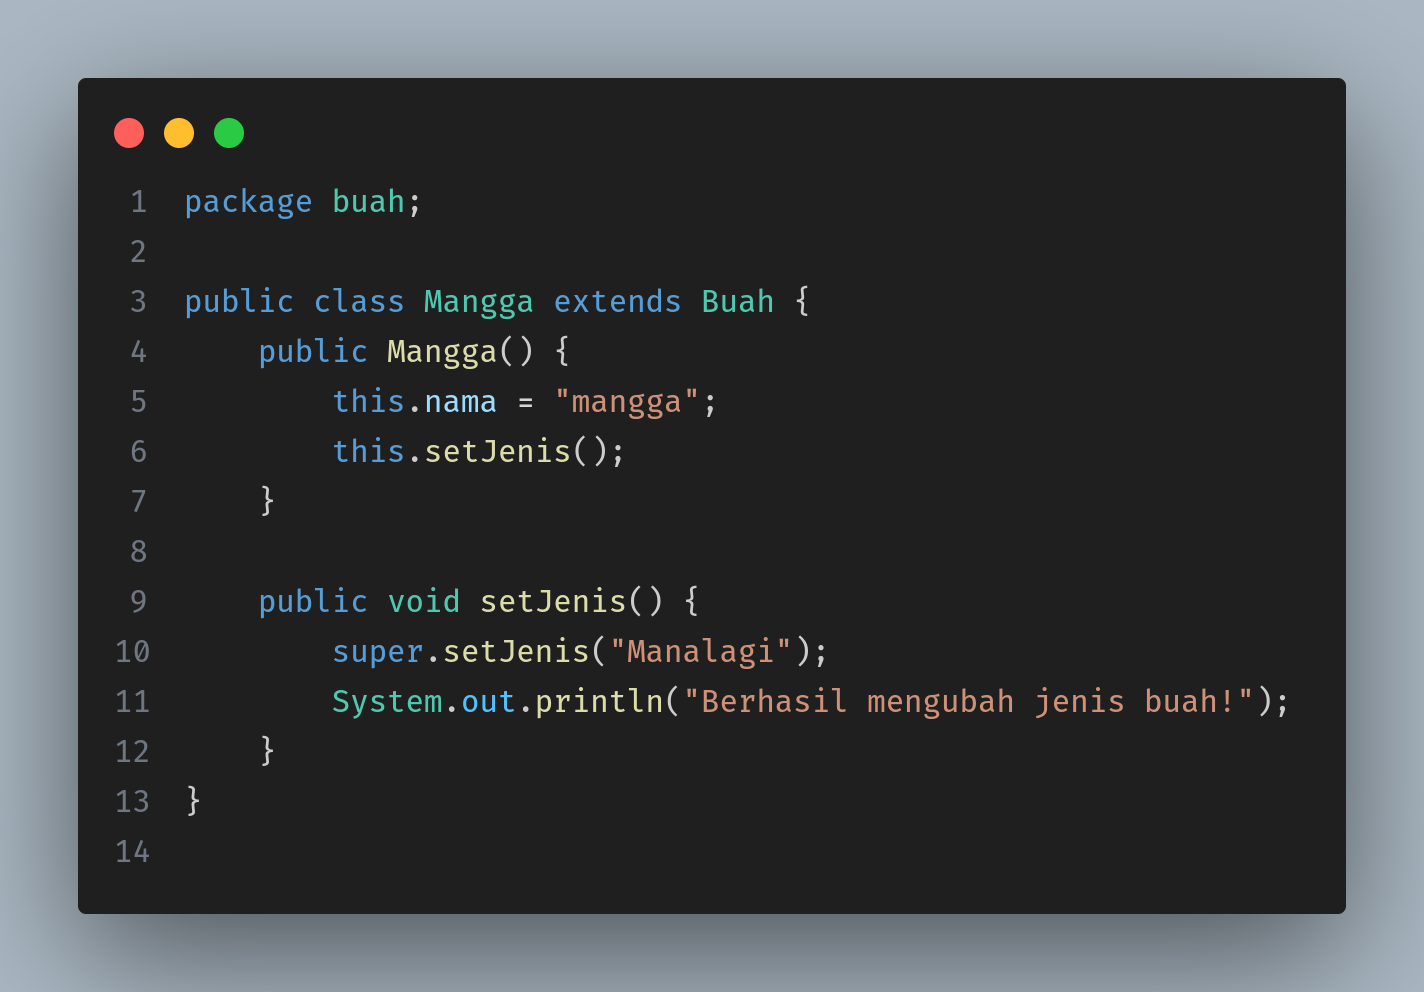 1 package buah;
2
3 public class Mangga extends Buah {
4     public Mangga() {
5         this.nama = "mangga";
6         this.setJenis();
7     }
8
9     public void setJenis() {
10         super.setJenis("Manalagi");
11         System.out.println("Berhasil mengubah jenis buah!");
12     }
13 }
14